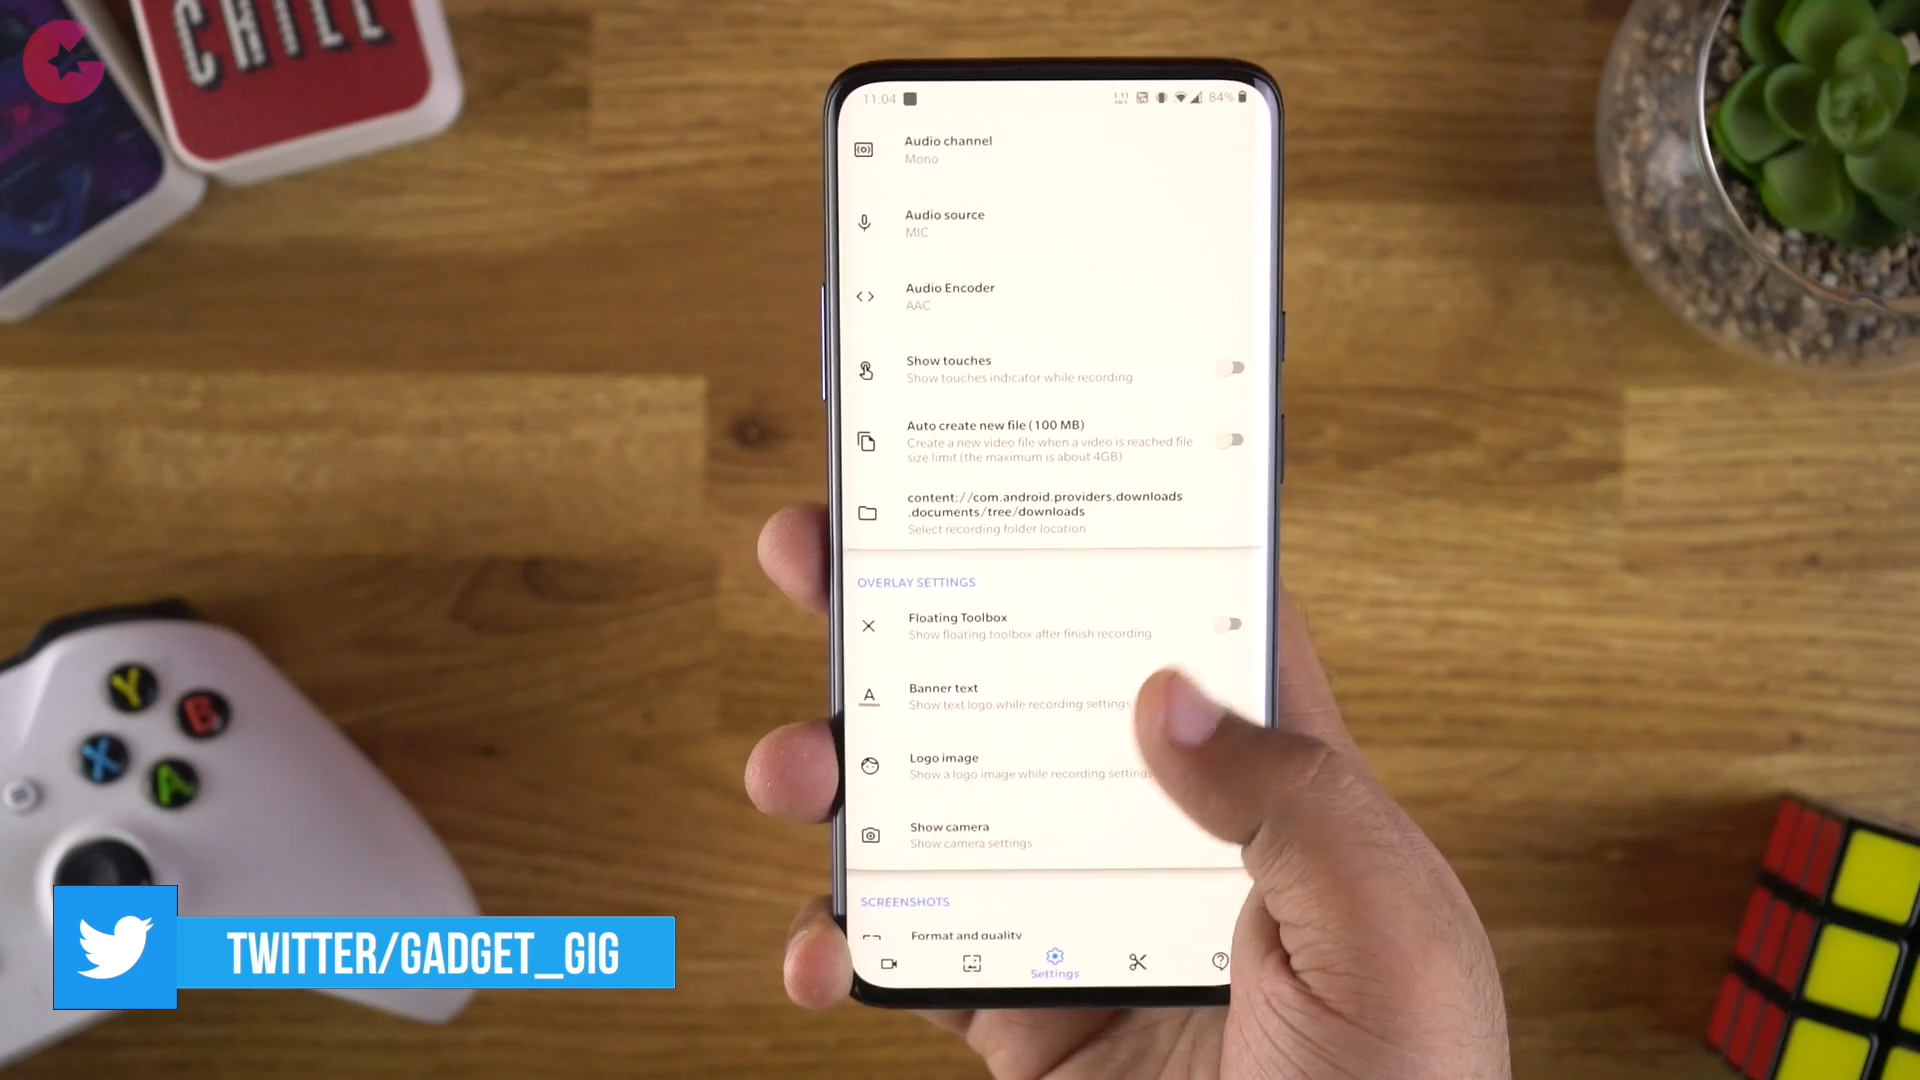 CHILL
11:04
84%
Audio channel
Mono
Audio source
MIC
Audio Encoder
AAC
Show touches
Show touches indicator while recording
Auto create new file (100 MB)
Create a new video file when a video is reached file
size limit (the maximum is about 4GB)
content://com.android.providers.downloads
.documents/tree/downloads
Select recording folder location
OVERLAY SETTINGS
Floating Toolbox
Show floating toolbox after finish recording
Banner text
Show text logo while recording settings
Logo image
Show a logo image while recording settings
Show camera
Show camera settings
SCREENSHOTS
Format and quality
Settings
Y
B
X
A
TWITTER/GADGET_GIG